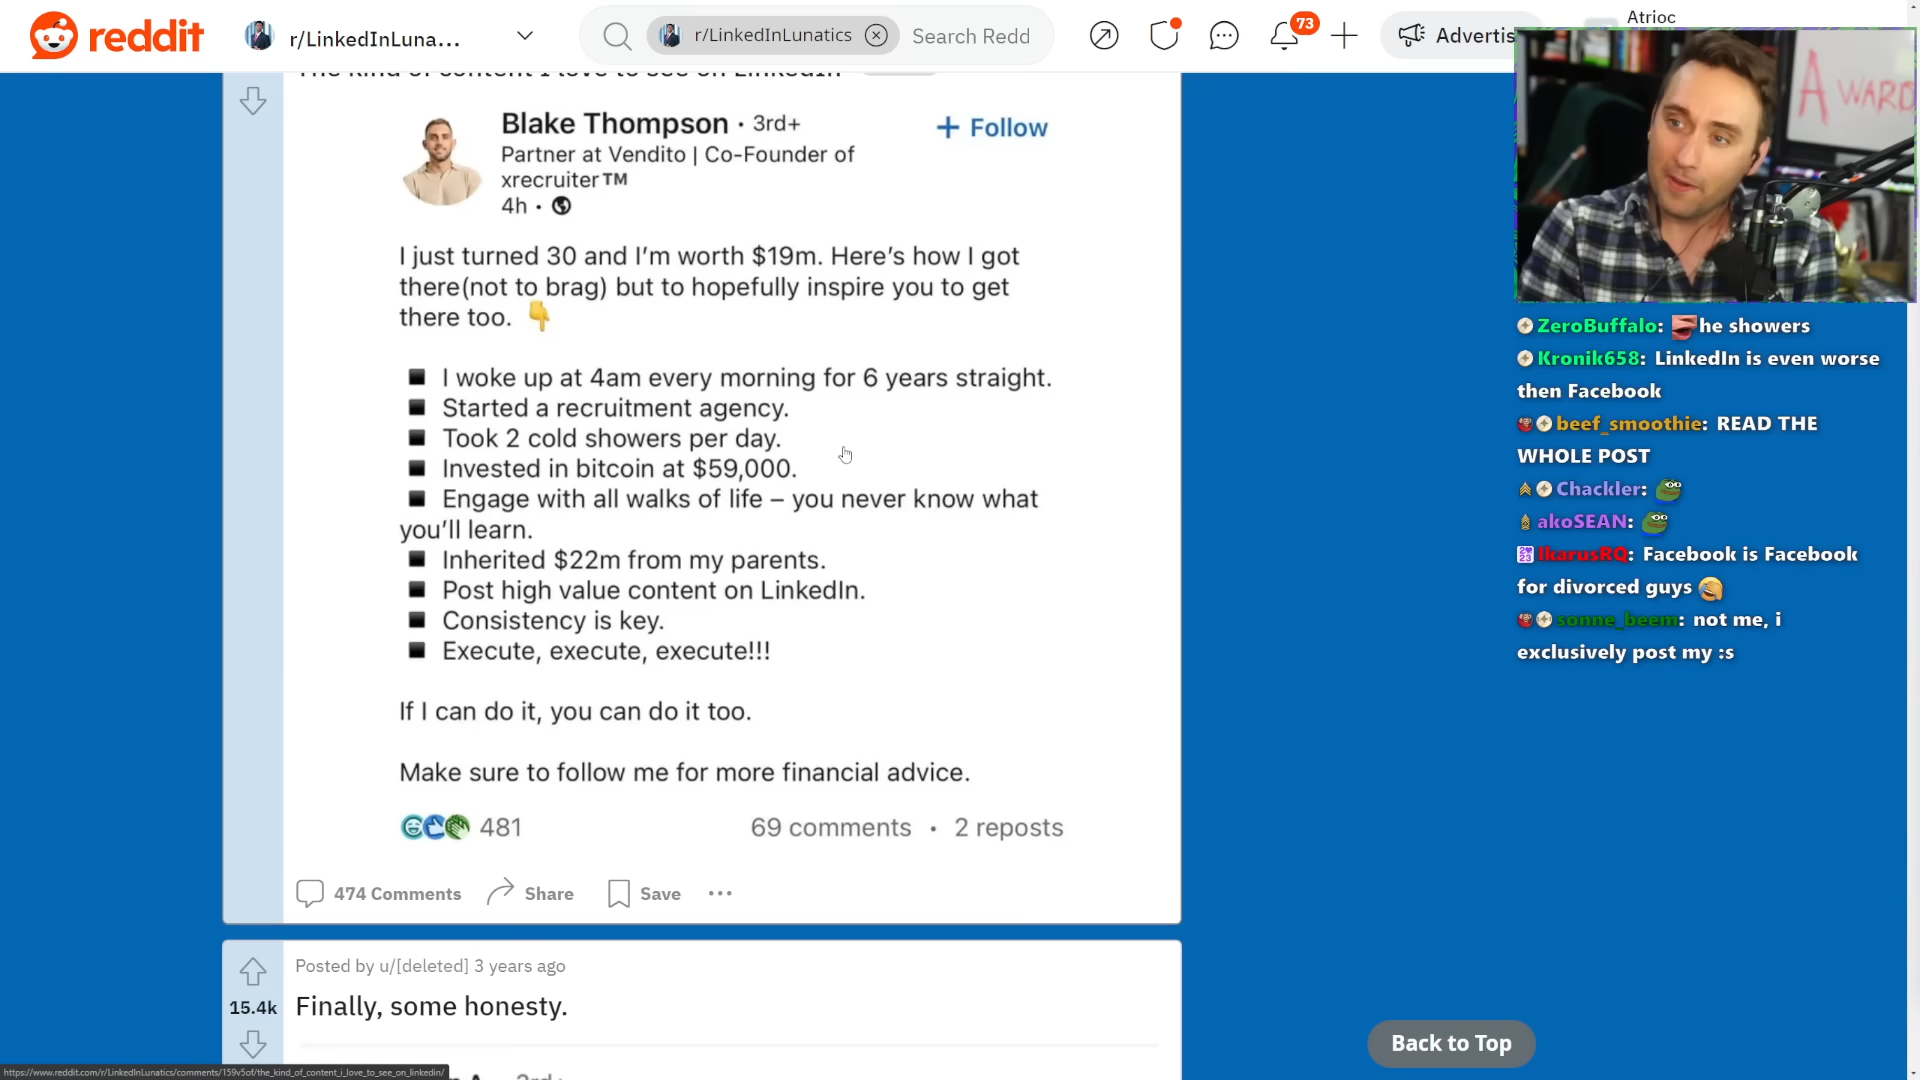 reddit
r/LinkedInLuna...
r/LinkedInLunatics
Search Redd
73
Advertis
Atrioc
The kind of content I love to see on LinkedIn
Blake Thompson · 3rd+
+ Follow
Partner at Vendito | Co-Founder of
xrecruiter™
4h ·
I just turned 30 and I'm worth $19m. Here's how I got
there(not to brag) but to hopefully inspire you to get
there too. 👇
◾ I woke up at 4am every morning for 6 years straight.
◾ Started a recruitment agency.
◾ Took 2 cold showers per day.
◾ Invested in bitcoin at $59,000.
◾ Engage with all walks of life – you never know what
you'll learn.
◾ Inherited $22m from my parents.
◾ Post high value content on LinkedIn.
◾ Consistency is key.
◾ Execute, execute, execute!!!
If I can do it, you can do it too.
Make sure to follow me for more financial advice.
481
69 comments · 2 reposts
474 Comments
Share
Save
...
Posted by u/[deleted] 3 years ago
15.4k
Finally, some honesty.
Back to Top
https://www.reddit.com/r/LinkedInLunatics/comments/159v5of/the_kind_of_content_i_love_to_see_on_linkedin/
A WARD
ZeroBuffalo: he showers
Kronik658: LinkedIn is even worse
then Facebook
beef_smoothie: READ THE
WHOLE POST
Chackler:
akoSEAN:
IkarusRQ: Facebook is Facebook
for divorced guys
sonne_beem: not me, i
exclusively post my :s